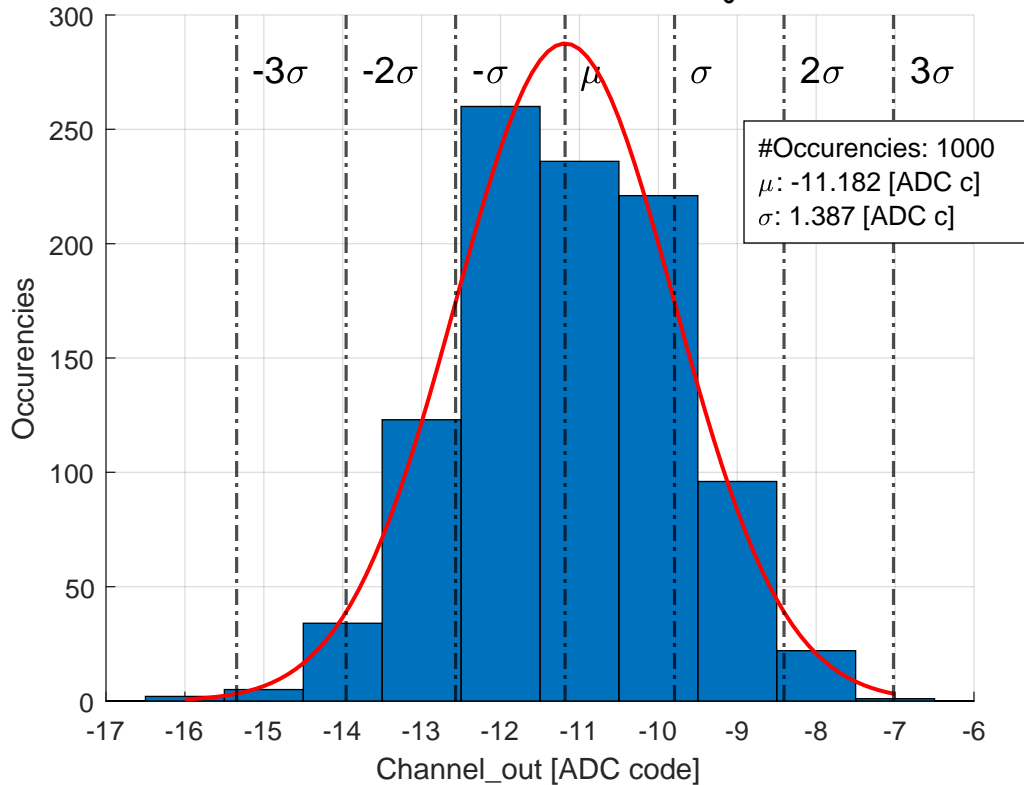 300
250
200
150
100
50
0
Occurencies
-3σ -2σ -σ μ σ 2σ 3σ
#Occurencies: 1000
μ: -11.182 [ADC c]
σ: 1.387 [ADC c]
-17 -16 -15 -14 -13 -12 -11 -10 -9 -8 -7 -6
Channel_out [ADC code]